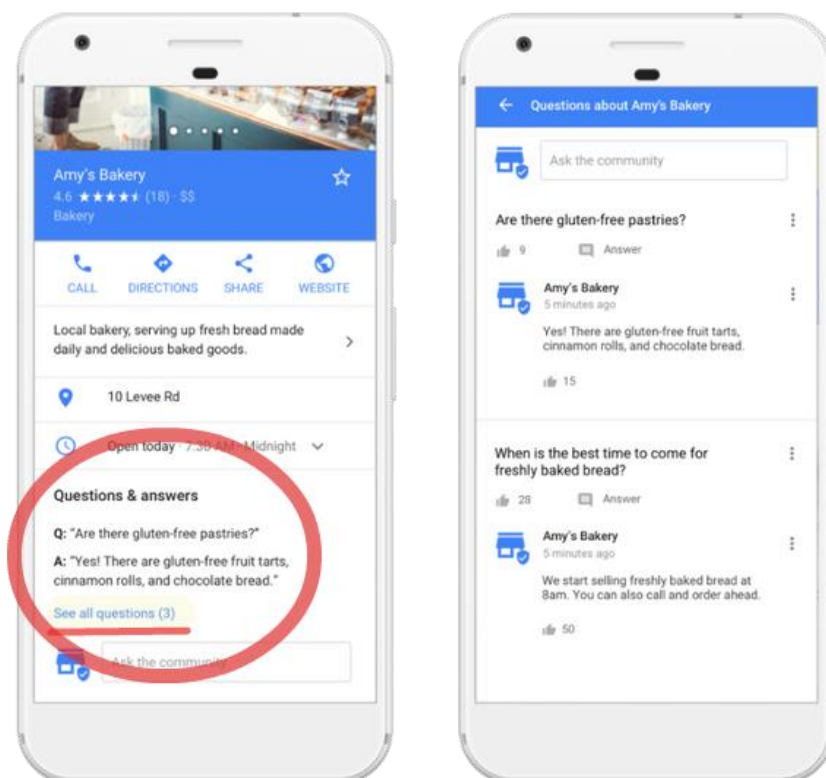 Amy's Bakery
4.6 ★★★★★ (18) · $$
Bakery
CALL DIRECTIONS SHARE WEBSITE
Local bakery, serving up fresh bread made
daily and delicious baked goods.
10 Levee Rd
Open today · 7:30 AM - Midnight
Questions & answers
Q: "Are there gluten-free pastries?"
A: "Yes! There are gluten-free fruit tarts,
cinnamon rolls, and chocolate bread."
See all questions (3)
Ask the community
Questions about Amy's Bakery
Ask the community
Are there gluten-free pastries?
9 Answer
Amy's Bakery
5 minutes ago
Yes! There are gluten-free fruit tarts,
cinnamon rolls, and chocolate bread.
15
When is the best time to come for
freshly baked bread?
28 Answer
Amy's Bakery
5 minutes ago
We start selling freshly baked bread at
8am. You can also call and order ahead.
50